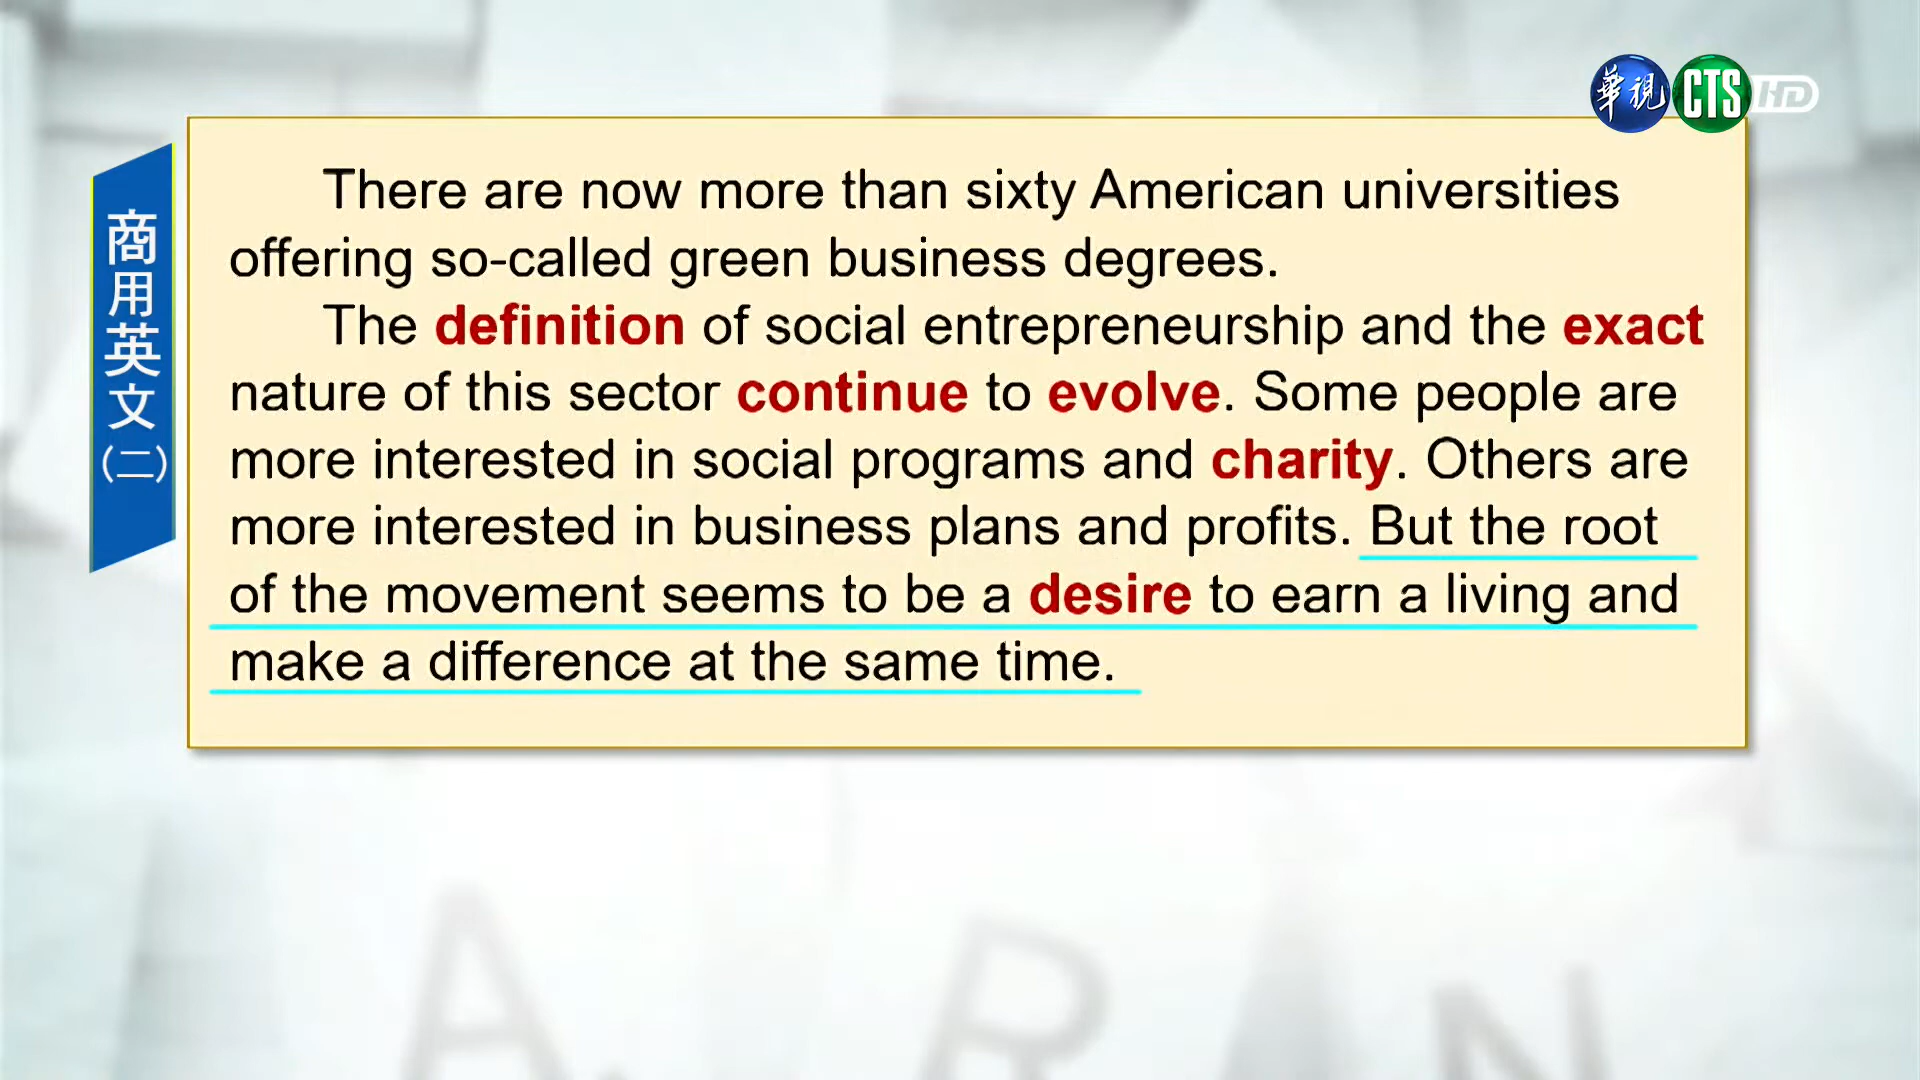 華視 CTS HD
商用英文(二)
There are now more than sixty American universities
offering so-called green business degrees.
The definition of social entrepreneurship and the exact
nature of this sector continue to evolve. Some people are
more interested in social programs and charity. Others are
more interested in business plans and profits. But the root
of the movement seems to be a desire to earn a living and
make a difference at the same time.
A R N